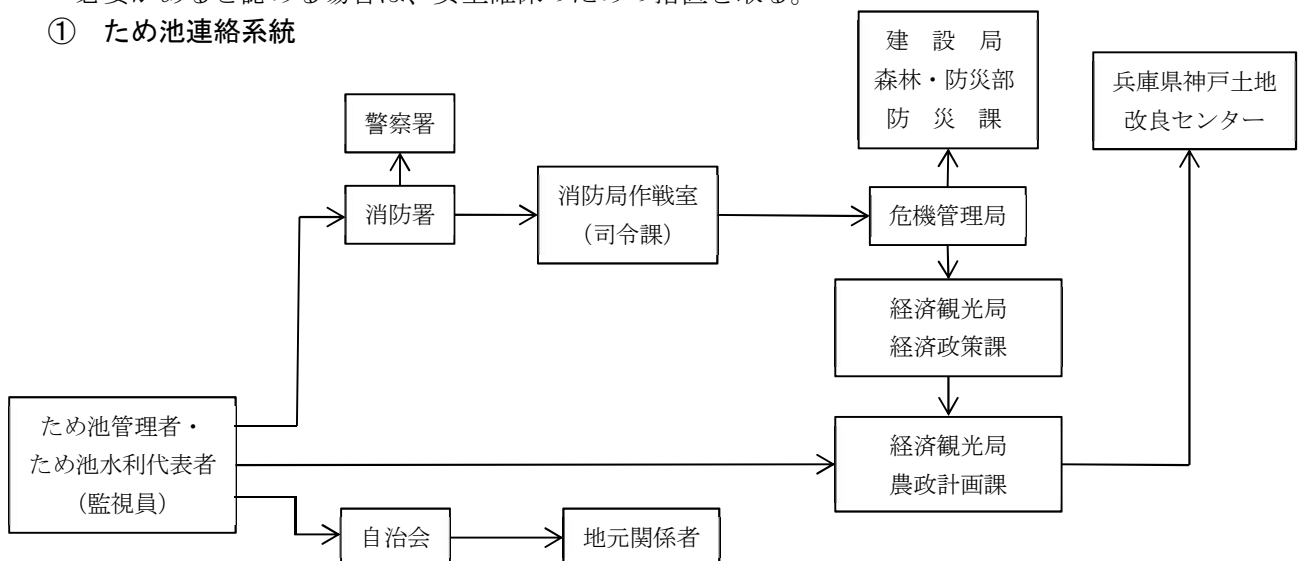 必要があると認める場合は、安全確保のための措置を取る。
① ため池連絡系統
建 設 局
森林・防災部
防 災 課
兵庫県神戸土地
改良センター
警察署
消防署
消防局作戦室
（司令課）
危機管理局
経済観光局
経済政策課
ため池管理者・
ため池水利代表者
（監視員）
経済観光局
農政計画課
自治会
地元関係者